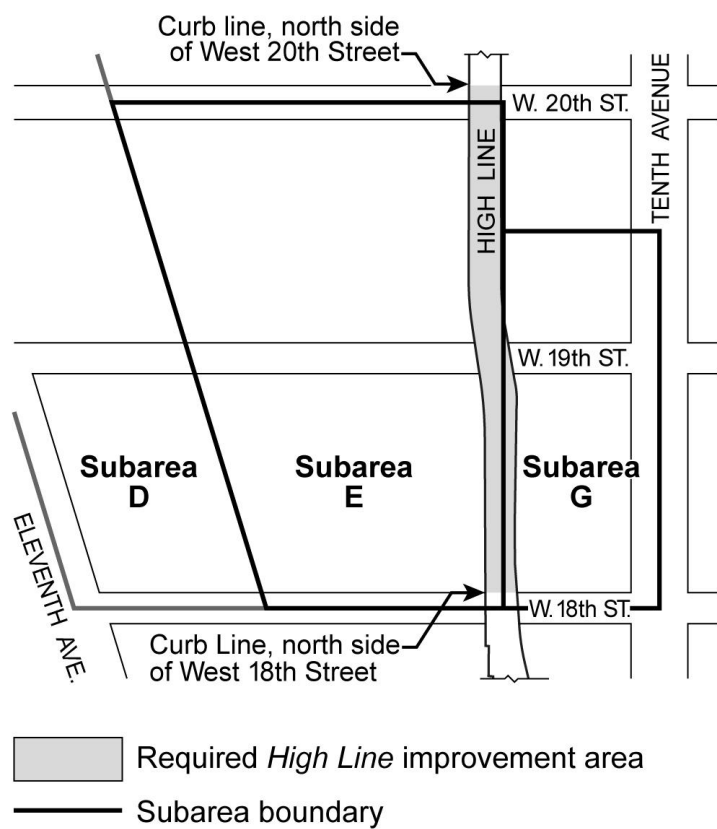 Curb line, north side
of West 20th Street
W. 20th ST.
TENTH AVENUE
HIGH LINE
W. 19th ST.
Subarea
D
Subarea
E
Subarea
G
ELEVENTH AVE.
W. 18th ST.
Curb Line, north side
of West 18th Street
Required High Line improvement area
Subarea boundary